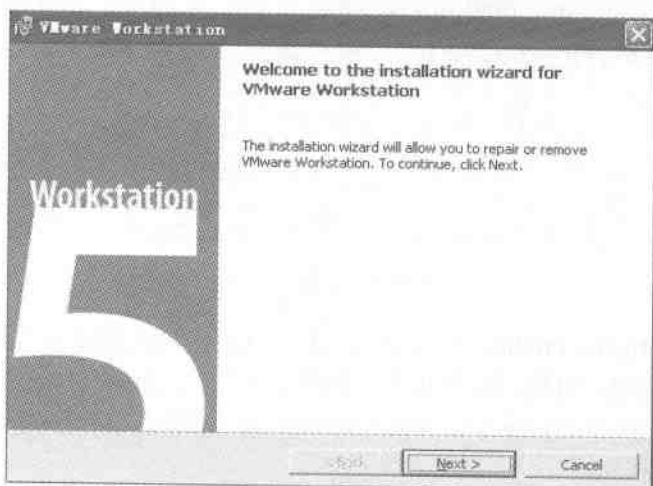 VMware Workstation
Welcome to the installation wizard for
VMware Workstation
The installation wizard will allow you to repair or remove
VMware Workstation. To continue, click Next.
Workstation
5
Next >
Cancel